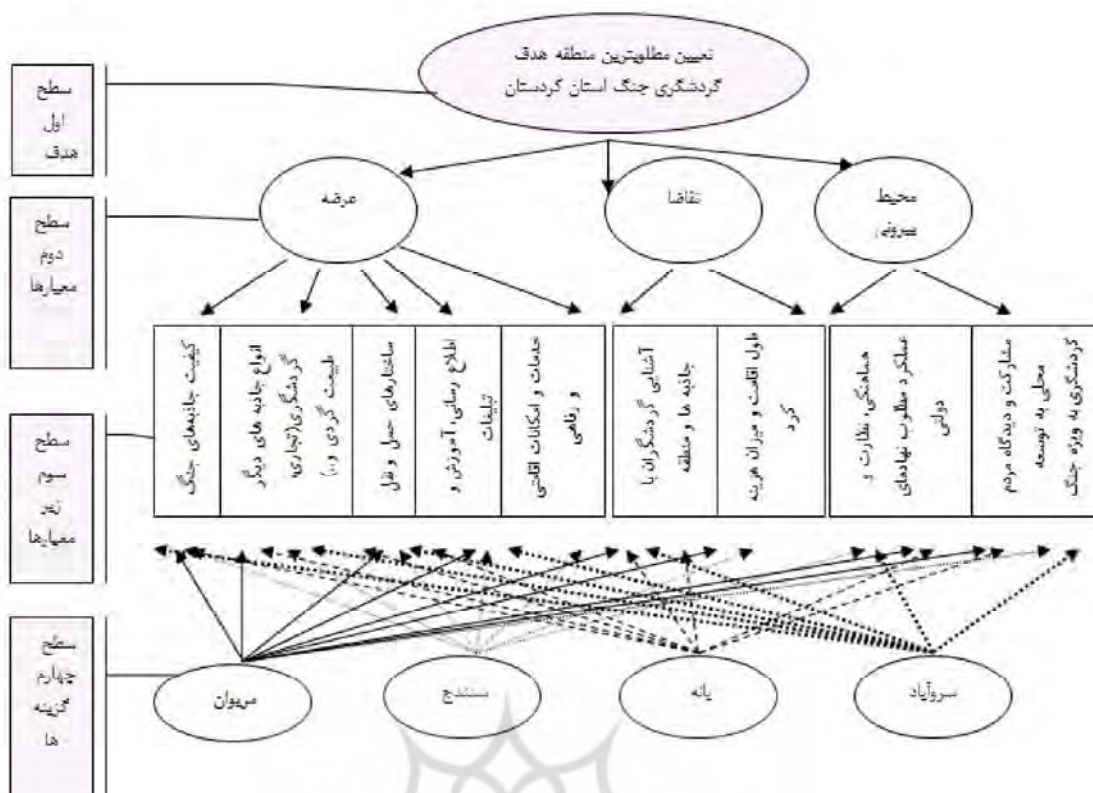 تعیین مطلوبترین منطقه هدف
گردشگری جنگ استان کردستان
سطح
اول
هدف
محیط
بیرونی
تقاضا
عرضه
سطح
دوم
معیارها
گردشگری به ویژه جنگ
محلی به توسعه
مشارکت و دیدگاه مردم
دولتی
عملکرد مطلوب نهادهای
هماهنگی، نظارت و
کرد
طول اقامت و میزان هزینه
جاذبه ها و منطقه
آشنایی گردشگران با
و رفاهی
خدمات و امکانات اقامتی
تبلیغات
اطلاع رسانی، آموزش و
ساختارهای حمل و نقل
طبیعت گردی و..)
گردشگری(تجاری،
انواع جاذبه های دیگر
کیفیت جاذبه‌های جنگ
سطح
سوم
زیر
معیارها
سروآباد
بانه
سنندج
مریوان
سطح
چهارم
گزینه
ها